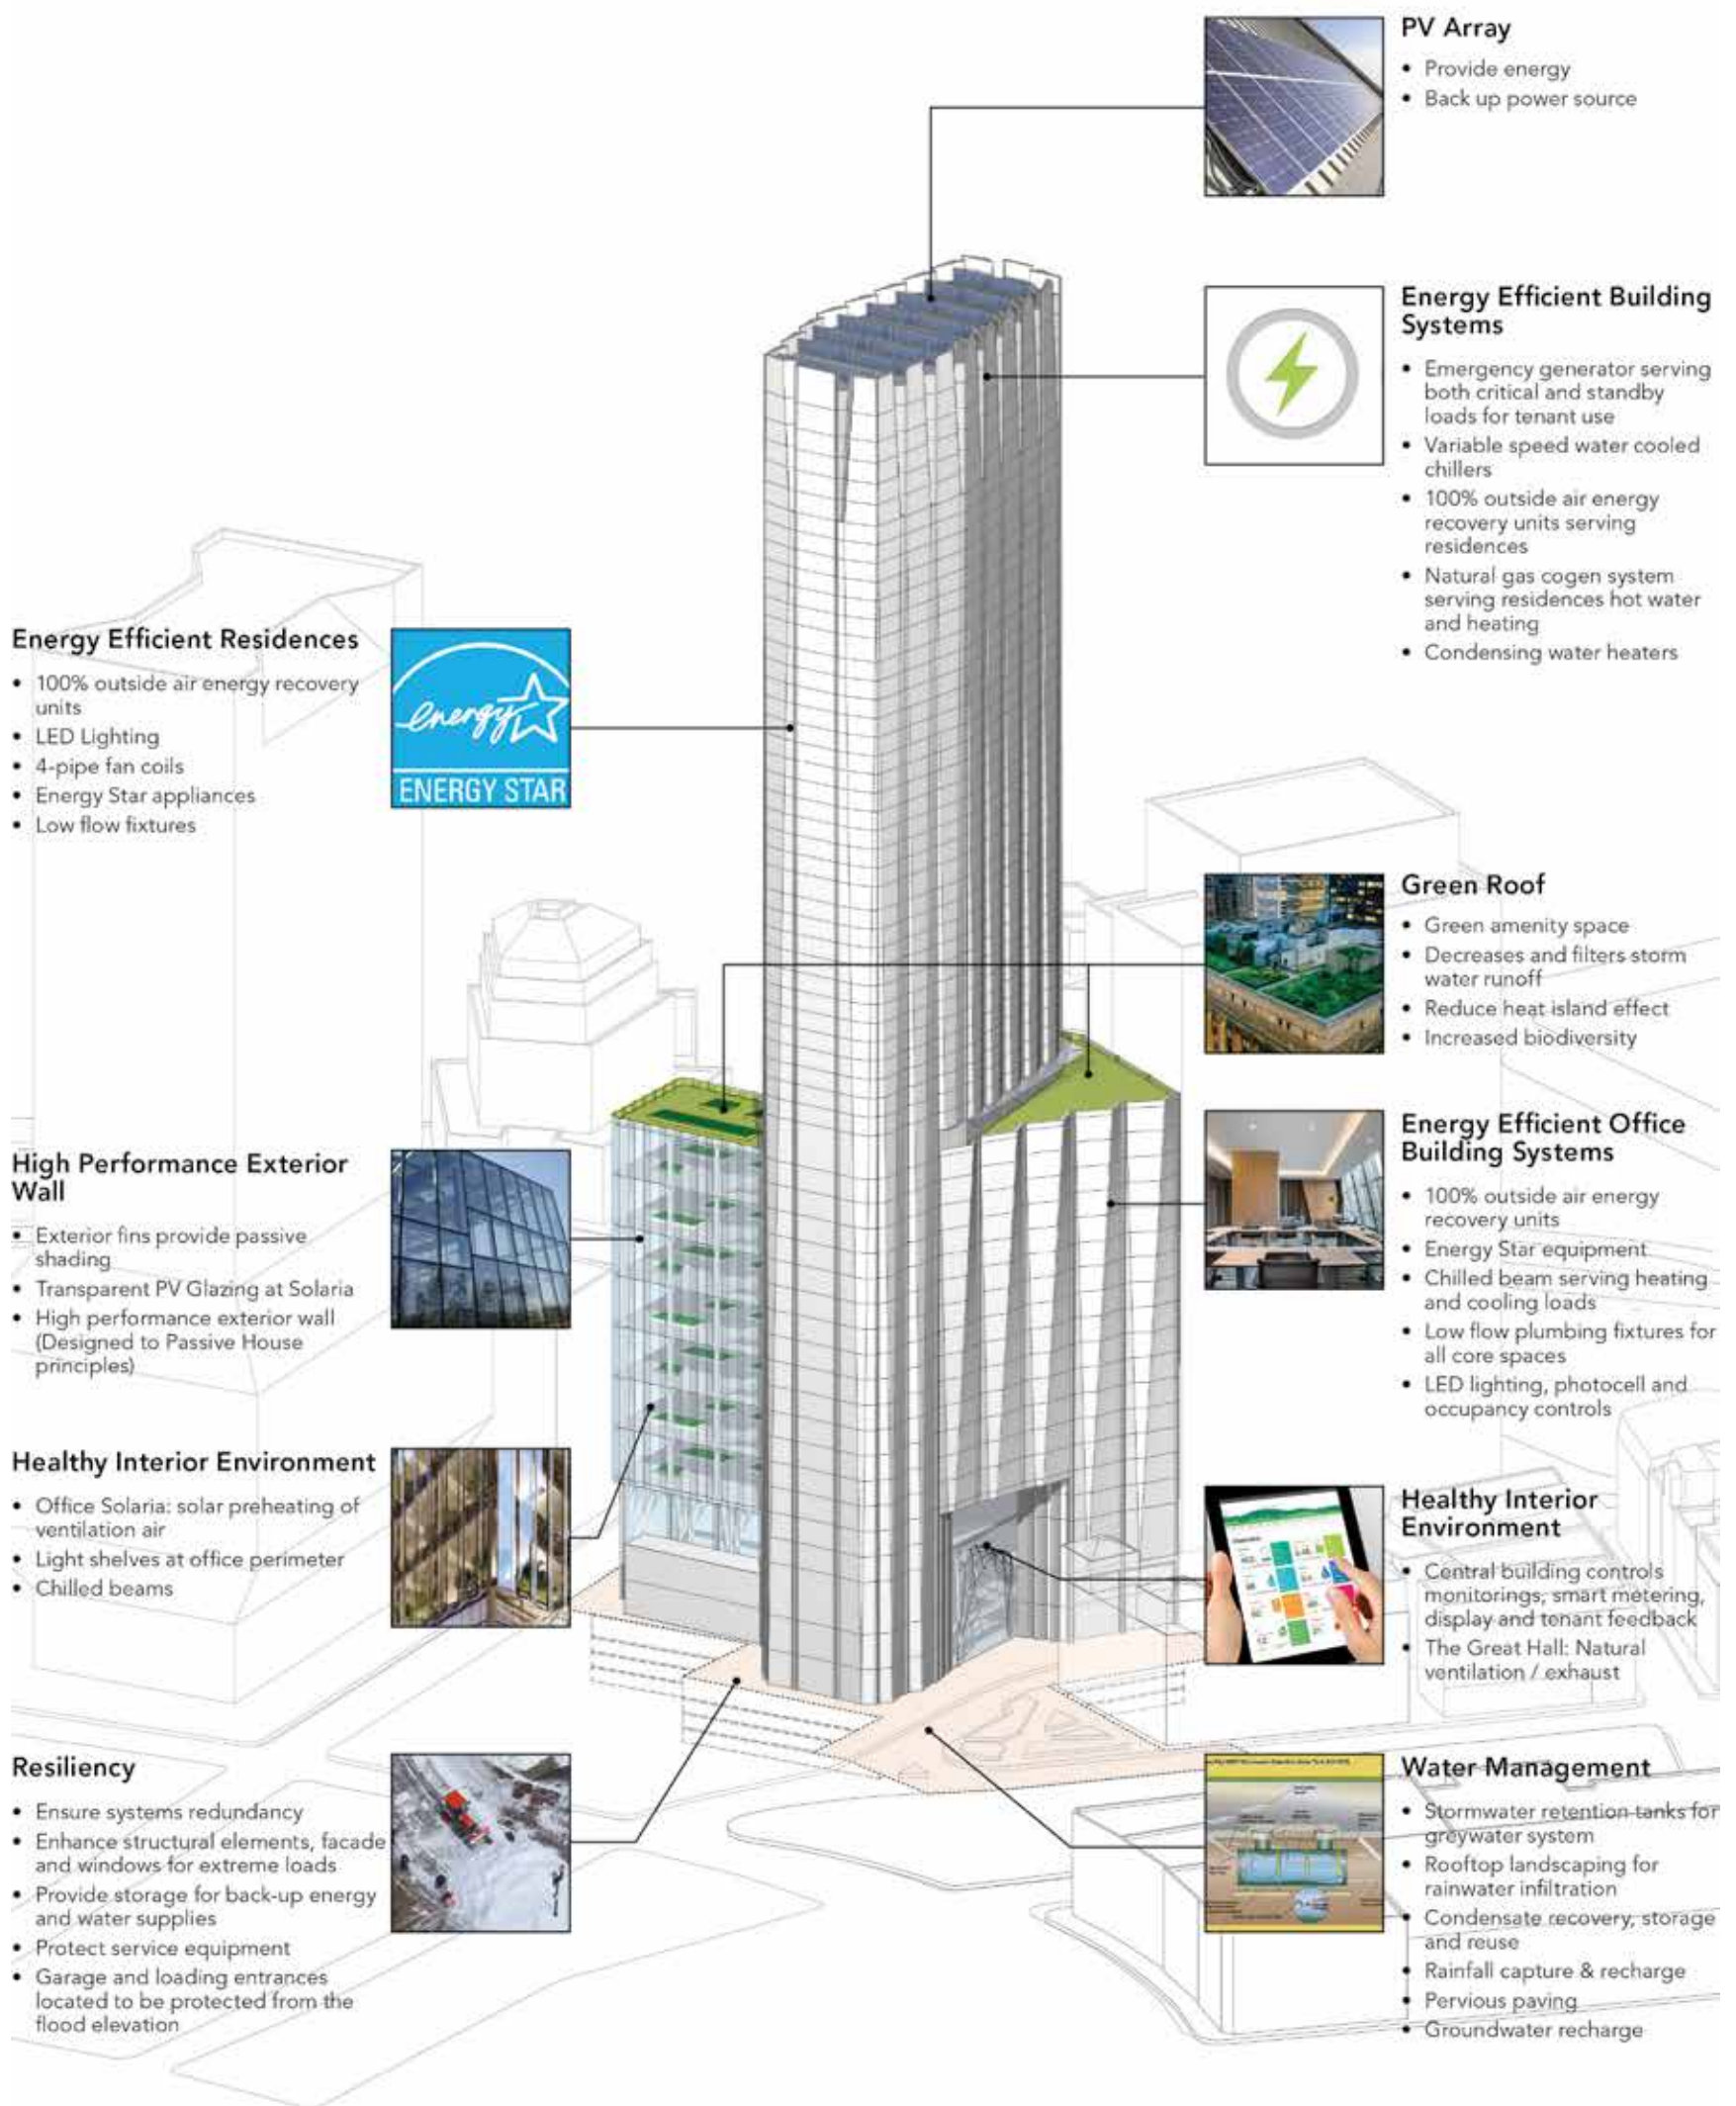 PV Array
• Provide energy
• Back up power source
Energy Efficient Building
Systems
• Emergency generator serving
both critical and standby
loads for tenant use
• Variable speed water cooled
chillers
• 100% outside air energy
recovery units serving
residences
• Natural gas cogen system
serving residences hot water
and heating
• Condensing water heaters
Energy Efficient Residences
• 100% outside air energy recovery
units
• LED Lighting
• 4-pipe fan coils
• Energy Star appliances
• Low flow fixtures
energy
ENERGY STAR
Green Roof
• Green amenity space
• Decreases and filters storm
water runoff
• Reduce heat island effect
• Increased biodiversity
Energy Efficient Office
Building Systems
• 100% outside air energy
recovery units
• Energy Star equipment
• Chilled beam serving heating
and cooling loads
• Low flow plumbing fixtures for
all core spaces
• LED lighting, photocell and
occupancy controls
High Performance Exterior
Wall
• Exterior fins provide passive
shading
• Transparent PV Glazing at Solaria
• High performance exterior wall
(Designed to Passive House
principles)
Healthy Interior Environment
• Office Solaria: solar preheating of
ventilation air
• Light shelves at office perimeter
• Chilled beams
Healthy Interior
Environment
• Central building controls
monitorings, smart metering,
display and tenant feedback
• The Great Hall: Natural
ventilation / exhaust
Resiliency
• Ensure systems redundancy
• Enhance structural elements, facade
and windows for extreme loads
• Provide storage for back-up energy
and water supplies
• Protect service equipment
• Garage and loading entrances
located to be protected from the
flood elevation
Water Management
• Stormwater retention tanks for
greywater system
• Rooftop landscaping for
rainwater infiltration
• Condensate recovery, storage
and reuse
• Rainfall capture & recharge
• Pervious paving
• Groundwater recharge